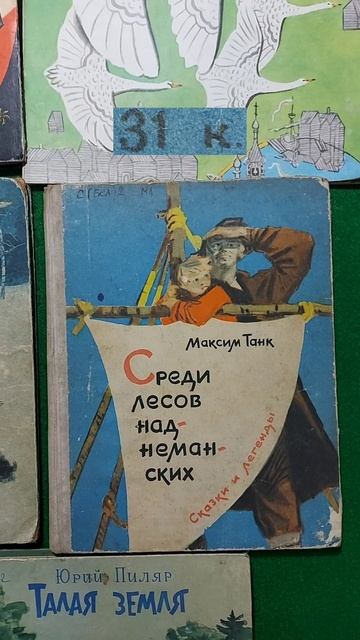 31 к.
Максим Танк
Среди
лесов
над-
неман-
ских
Сказки и легенды
Юрий Пиляр
Талая земля